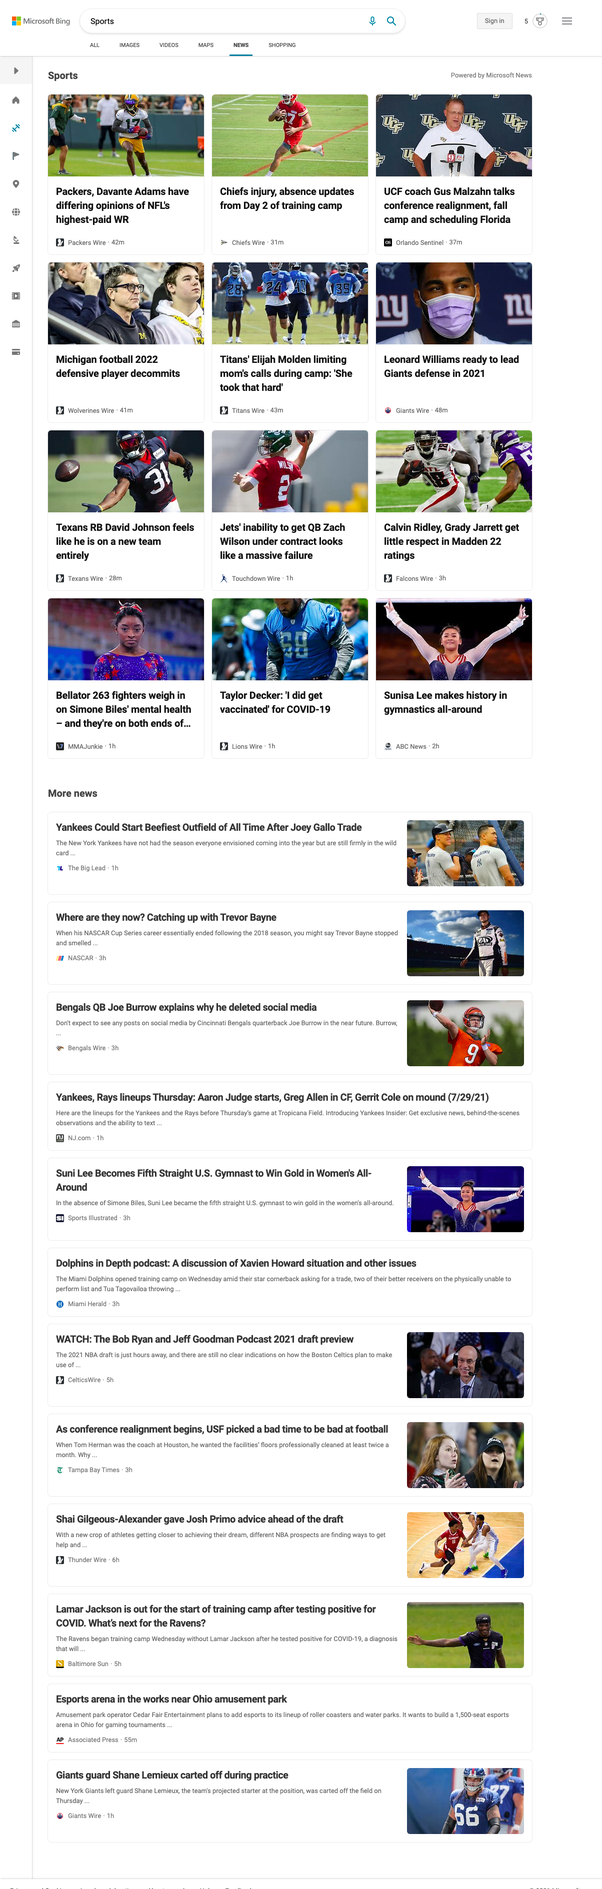 Microsoft Bing
Sports
Sign in
5
ALL
IMAGES
VIDEOS
MAPS
NEWS
SHOPPING
Sports
Powered by Microsoft News
Packers, Davante Adams have
differing opinions of NFL's
highest-paid WR
Packers Wire · 42m
Chiefs injury, absence updates
from Day 2 of training camp
Chiefs Wire · 31m
UCF coach Gus Malzahn talks
conference realignment, fall
camp and scheduling Florida
Orlando Sentinel · 37m
Michigan football 2022
defensive player decommits
Wolverines Wire · 41m
Titans' Elijah Molden limiting
mom's calls during camp: 'She
took that hard'
Titans Wire · 43m
Leonard Williams ready to lead
Giants defense in 2021
Giants Wire · 48m
Texans RB David Johnson feels
like he is on a new team
entirely
Texans Wire · 28m
Jets' inability to get QB Zach
Wilson under contract looks
like a massive failure
Touchdown Wire · 1h
Calvin Ridley, Grady Jarrett get
little respect in Madden 22
ratings
Falcons Wire · 3h
Bellator 263 fighters weigh in
on Simone Biles' mental health
– and they're on both ends of...
MMAJunkie · 1h
Taylor Decker: 'I did get
vaccinated' for COVID-19
Lions Wire · 1h
Sunisa Lee makes history in
gymnastics all-around
ABC News · 2h
More news
Yankees Could Start Beefiest Outfield of All Time After Joey Gallo Trade
The New York Yankees have not had the season everyone envisioned coming into the year but are still firmly in the wild
card ...
The Big Lead · 1h
Where are they now? Catching up with Trevor Bayne
When his NASCAR Cup Series career essentially ended following the 2018 season, you might say Trevor Bayne stopped
and smelled ...
NASCAR · 3h
Bengals QB Joe Burrow explains why he deleted social media
Don't expect to see any posts on social media by Cincinnati Bengals quarterback Joe Burrow in the near future. Burrow,
...
Bengals Wire · 3h
Yankees, Rays lineups Thursday: Aaron Judge starts, Greg Allen in CF, Gerrit Cole on mound (7/29/21)
Here are the lineups for the Yankees and the Rays before Thursday's game at Tropicana Field. Introducing Yankees Insider: Get exclusive news, behind-the-scenes
observations and the ability to text ...
NJ.com · 1h
Suni Lee Becomes Fifth Straight U.S. Gymnast to Win Gold in Women's All-
Around
In the absence of Simone Biles, Suni Lee became the fifth straight U.S. gymnast to win gold in the women's all-around.
Sports Illustrated · 3h
Dolphins in Depth podcast: A discussion of Xavien Howard situation and other issues
The Miami Dolphins opened training camp on Wednesday amid their star cornerback asking for a trade, two of their better receivers on the physically unable to
perform list and Tua Tagovailoa throwing ...
Miami Herald · 3h
WATCH: The Bob Ryan and Jeff Goodman Podcast 2021 draft preview
The 2021 NBA draft is just hours away, and there are still no clear indications on how the Boston Celtics plan to make
use of ...
CelticsWire · 5h
As conference realignment begins, USF picked a bad time to be bad at football
When Tom Herman was the coach at Houston, he wanted the facilities' floors professionally cleaned at least twice a
month. Why ...
Tampa Bay Times · 3h
Shai Gilgeous-Alexander gave Josh Primo advice ahead of the draft
With a new crop of athletes getting closer to achieving their dream, different NBA prospects are finding ways to get
help and ...
Thunder Wire · 6h
Lamar Jackson is out for the start of training camp after testing positive for
COVID. What's next for the Ravens?
The Ravens began training camp Wednesday without Lamar Jackson after he tested positive for COVID-19, a diagnosis
that will ...
Baltimore Sun · 5h
Esports arena in the works near Ohio amusement park
Amusement park operator Cedar Fair Entertainment plans to add esports to its lineup of roller coasters and water parks. It wants to build a 1,500-seat esports
arena in Ohio for gaming tournaments ...
Associated Press · 55m
Giants guard Shane Lemieux carted off during practice
New York Giants left guard Shane Lemieux, the team's projected starter at the position, was carted off the field on
Thursday ...
Giants Wire · 1h